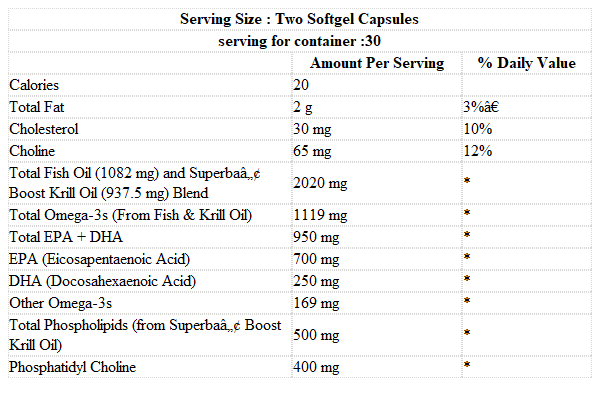 Serving Size : Two Softgel Capsules
serving for container :30
Amount Per Serving % Daily Value
Calories 20
Total Fat 2 g 3%â€
Cholesterol 30 mg 10%
Choline 65 mg 12%
Total Fish Oil (1082 mg) and Superbaâ„¢
Boost Krill Oil (937.5 mg) Blend 2020 mg *
Total Omega-3s (From Fish & Krill Oil) 1119 mg *
Total EPA + DHA 950 mg *
EPA (Eicosapentaenoic Acid) 700 mg *
DHA (Docosahexaenoic Acid) 250 mg *
Other Omega-3s 169 mg *
Total Phospholipids (from Superbaâ„¢ Boost
Krill Oil) 500 mg *
Phosphatidyl Choline 400 mg *